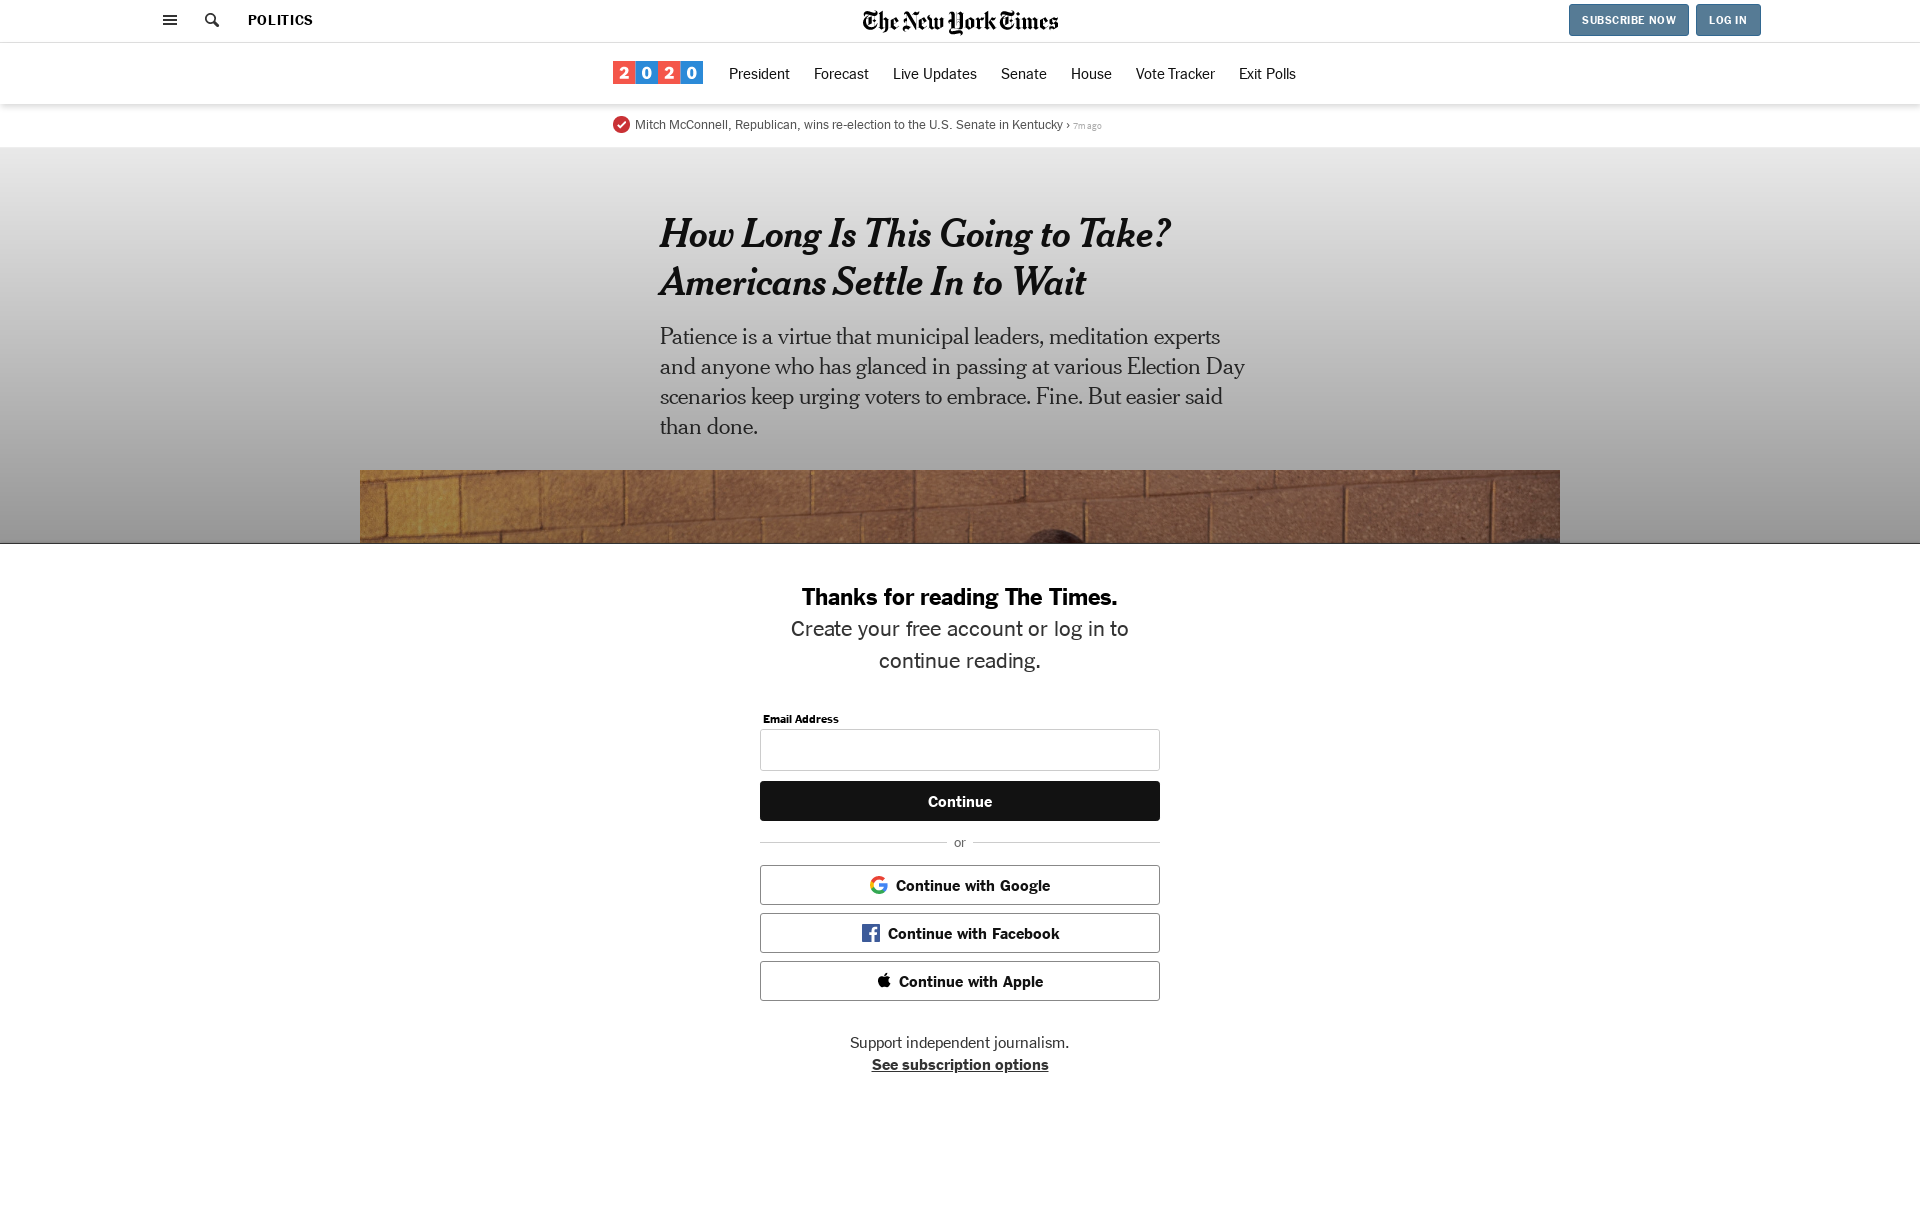 POLITICS
The New York Times
SUBSCRIBE NOW
LOG IN
2020
President
Forecast
Live Updates
Senate
House
Vote Tracker
Exit Polls
Mitch McConnell, Republican, wins re-election to the U.S. Senate in Kentucky › 7m ago
How Long Is This Going to Take?
Americans Settle In to Wait
Patience is a virtue that municipal leaders, meditation experts
and anyone who has glanced in passing at various Election Day
scenarios keep urging voters to embrace. Fine. But easier said
than done.
Thanks for reading The Times.
Create your free account or log in to
continue reading.
Email Address
Continue
or
Continue with Google
Continue with Facebook
Continue with Apple
Support independent journalism.
See subscription options